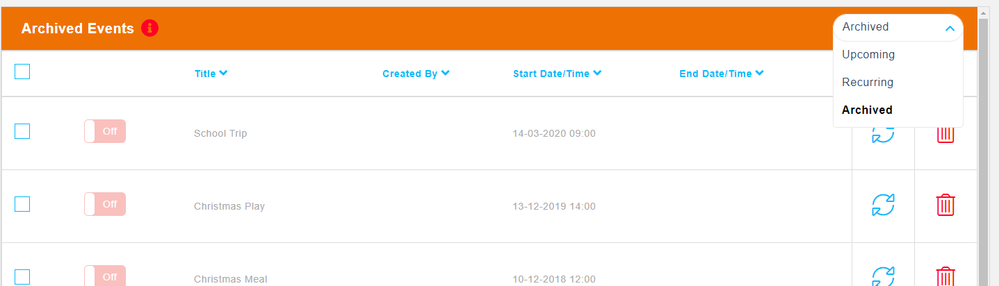 Archived Events
Archived
Upcoming
Recurring
Archived
Title Created By Start Date/Time End Date/Time
Off School Trip 14-03-2020 09:00
Off Christmas Play 13-12-2019 14:00
Off Christmas Meal 10-12-2018 12:00